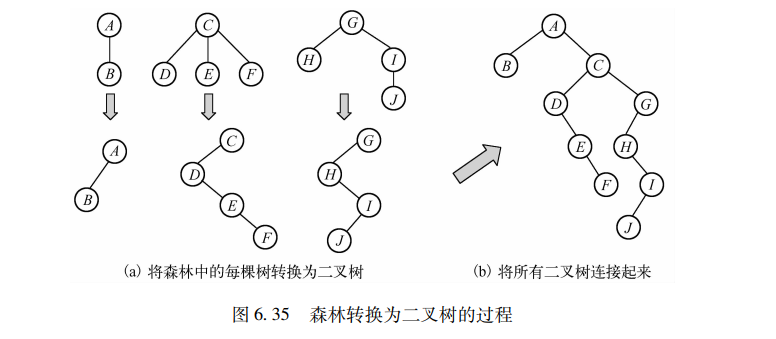 A C G
B D E F H I
J
A C G
B D H
E I
F J
A
B C
D G
E H
F I
J
(a) 将森林中的每棵树转换为二叉树
(b) 将所有二叉树连接起来
图 6.35 森林转换为二叉树的过程